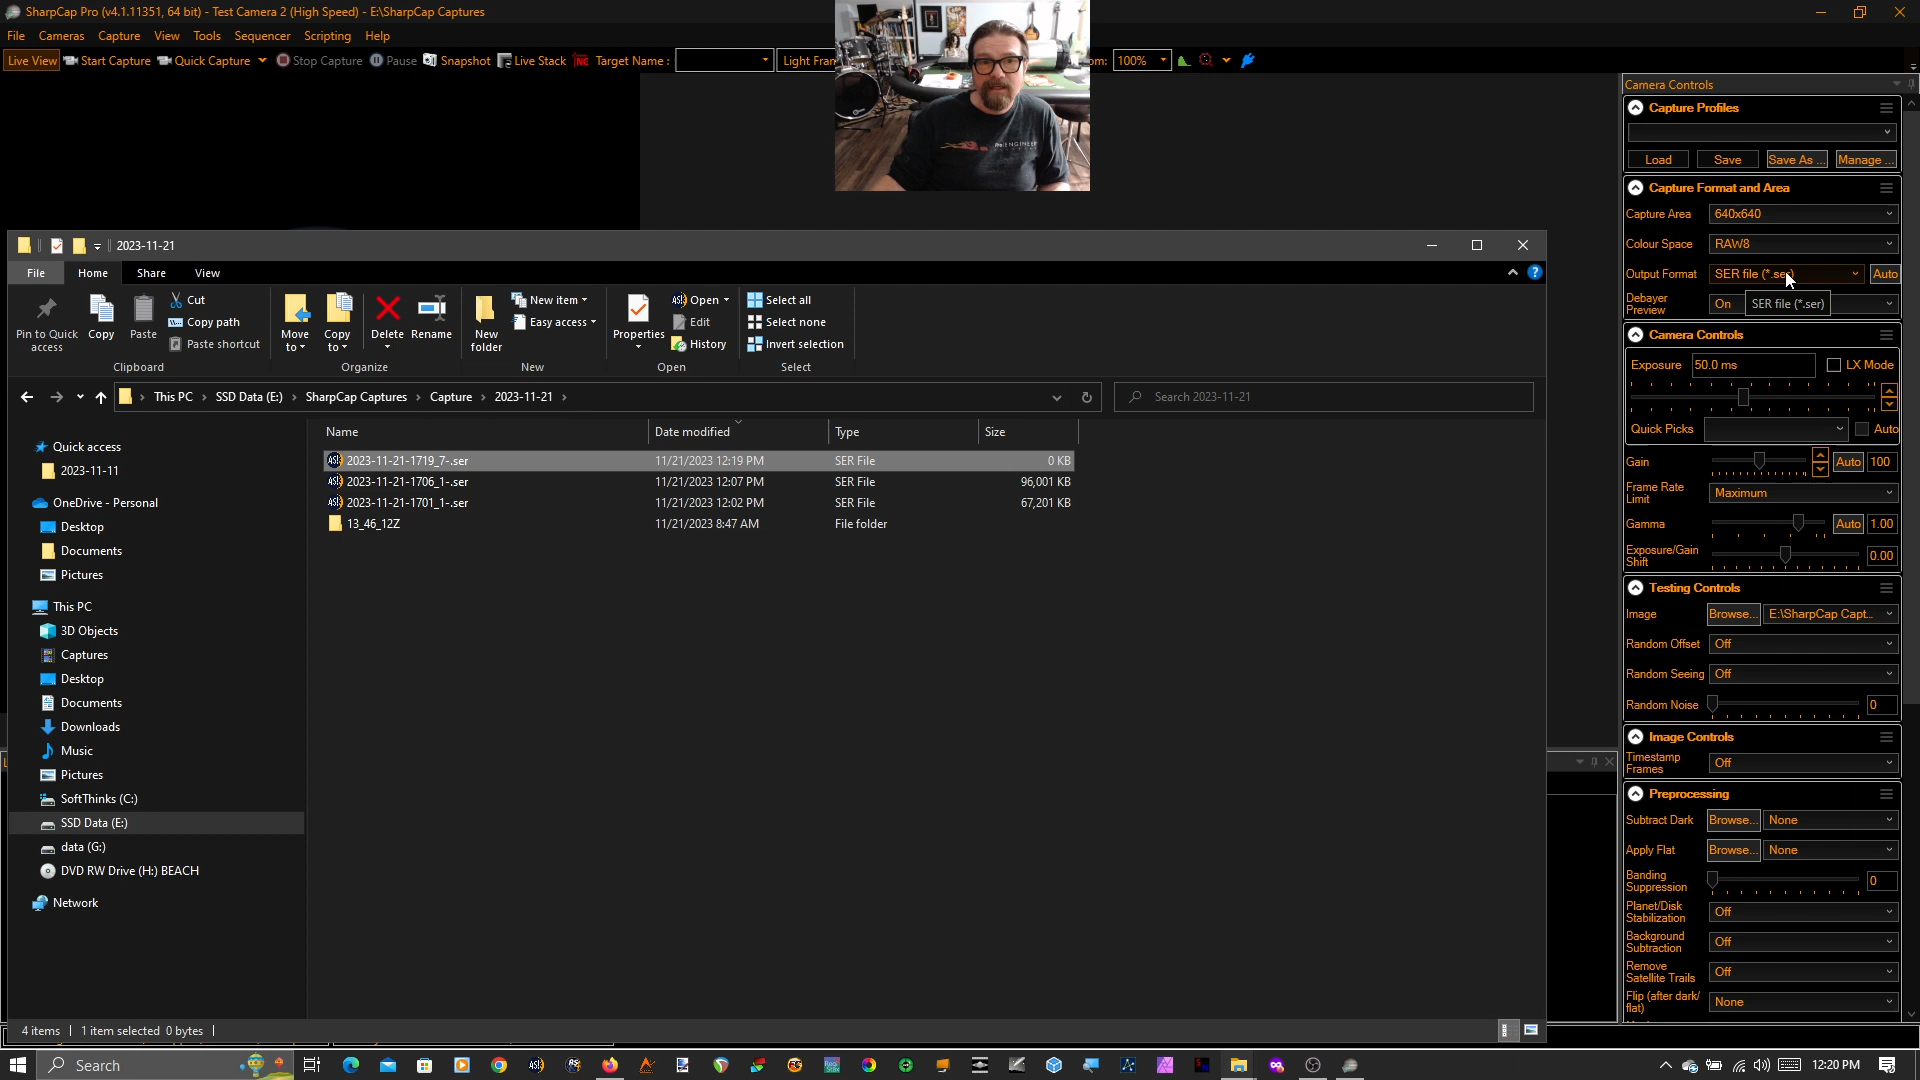 SharpCap Pro (v4.1.11351, 64 bit) - Test Camera 2 (High Speed) - E:\SharpCap Captures
File Cameras Capture View Tools Sequencer Scripting Help
Live View Start Capture Quick Capture Stop Capture Pause Snapshot Live Stack Target Name : Light Fram om: 100%
ENGINEER
Camera Controls
Capture Profiles
Load Save Save As ... Manage ...
Capture Format and Area
Capture Area 640x640
Colour Space RAW8
Output Format SER file (*.ser) Auto
Debayer Preview On
SER file (*.ser)
Camera Controls
Exposure 50.0 ms LX Mode
Quick Picks Auto
Gain Auto 100
Frame Rate Limit Maximum
Gamma Auto 1.00
Exposure/Gain Shift 0.00
Testing Controls
Image Browse... E:\SharpCap Capt...
Random Offset Off
Random Seeing Off
Random Noise 0
Image Controls
Timestamp Frames Off
Preprocessing
Subtract Dark Browse... None
Apply Flat Browse... None
Banding Suppression 0
Planet/Disk Stabilization Off
Background Subtraction Off
Remove Satellite Trails Off
Flip (after dark/flat) None
2023-11-21
File Home Share View
Pin to Quick access
Copy
Paste
Cut
Copy path
Paste shortcut
Clipboard
Move to
Copy to
Delete
Rename
Organize
New folder
New item
Easy access
New
Properties
Open
Edit
History
Open
Select all
Select none
Invert selection
Select
This PC SSD Data (E:) SharpCap Captures Capture 2023-11-21
Search 2023-11-21
Quick access
2023-11-11
OneDrive - Personal
Desktop
Documents
Pictures
This PC
3D Objects
Captures
Desktop
Documents
Downloads
Music
Pictures
SoftThinks (C:)
SSD Data (E:)
data (G:)
DVD RW Drive (H:) BEACH
Network
Name Date modified Type Size
2023-11-21-1719_7-.ser 11/21/2023 12:19 PM SER File 0 KB
2023-11-21-1706_1-.ser 11/21/2023 12:07 PM SER File 96,001 KB
2023-11-21-1701_1-.ser 11/21/2023 12:02 PM SER File 67,201 KB
13_46_12Z 11/21/2023 8:47 AM File folder
4 items 1 item selected 0 bytes
Search
12:20 PM